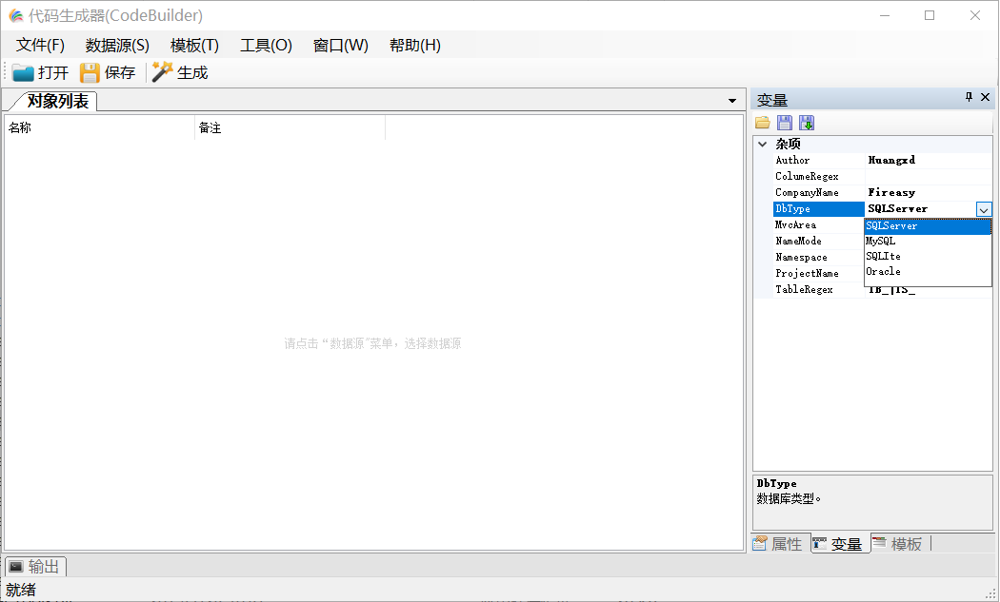 代码生成器(CodeBuilder)
文件(F) 数据源(S) 模板(T) 工具(O) 窗口(W) 帮助(H)
打开 保存 生成
对象列表
名称 备注
请点击“数据源”菜单，选择数据源
变量
杂项
Author Huangxd
ColumeRegex
CompanyName Fireasy
DbType SQLServer
MvcArea SQLServer
NameMode MySQL
Namespace SQLIte
ProjectName Oracle
TableRegex TB_|TS_
DbType
数据库类型。
属性 变量 模板
输出
就绪